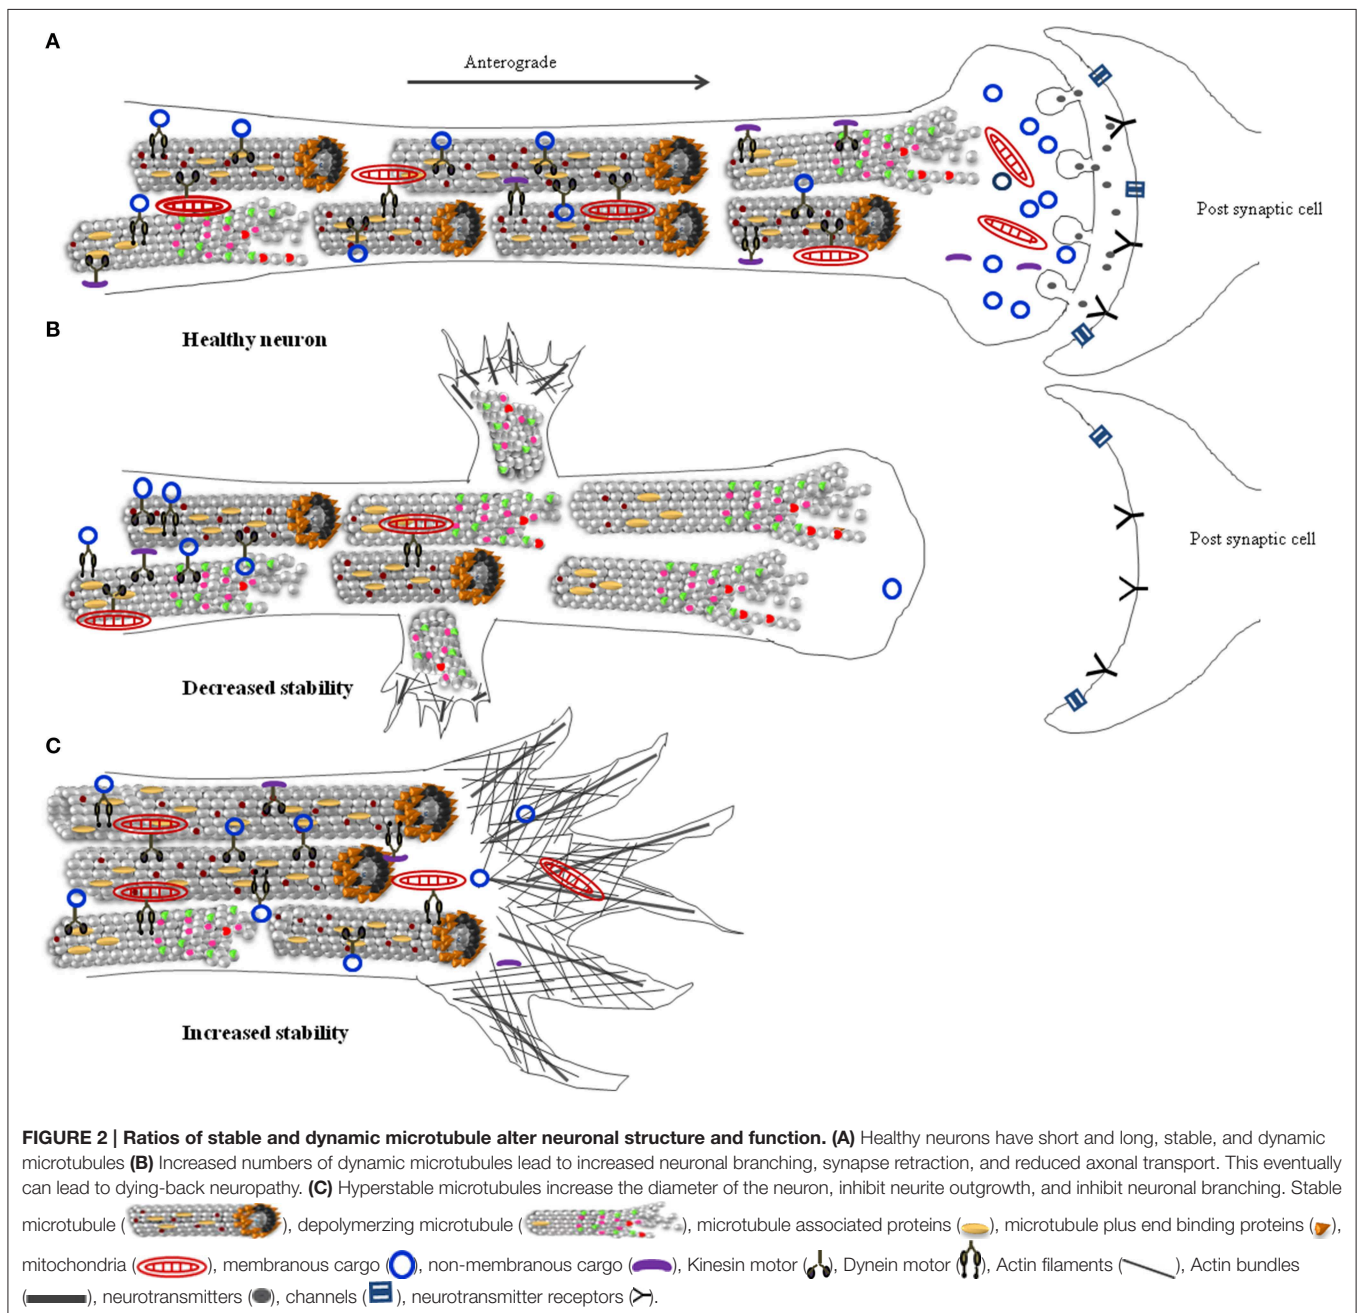 A
Anterograde
Post synaptic cell
Healthy neuron
B
Post synaptic cell
Decreased stability
C
Increased stability
FIGURE 2 | Ratios of stable and dynamic microtubule alter neuronal structure and function. (A) Healthy neurons have short and long, stable, and dynamic
microtubules (B) Increased numbers of dynamic microtubules lead to increased neuronal branching, synapse retraction, and reduced axonal transport. This eventually
can lead to dying-back neuropathy. (C) Hyperstable microtubules increase the diameter of the neuron, inhibit neurite outgrowth, and inhibit neuronal branching. Stable
microtubule ( ), depolymerzing microtubule ( ), microtubule associated proteins ( ), microtubule plus end binding proteins ( ),
mitochondria ( ), membranous cargo ( ), non-membranous cargo ( ), Kinesin motor ( ), Dynein motor ( ), Actin filaments ( ), Actin bundles
( ), neurotransmitters ( ), channels ( ), neurotransmitter receptors ( ).